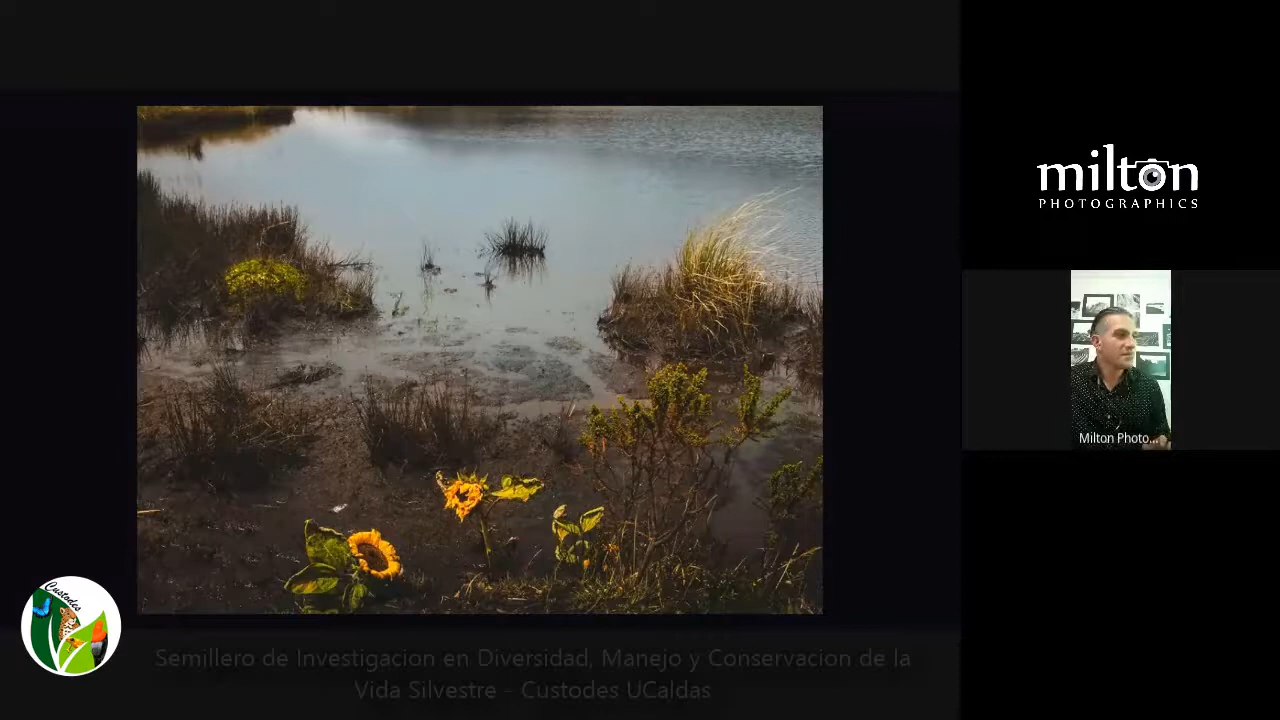 milton
PHOTOGRAPHICS
Milton Photo...
Custodes
Semillero de Investigacion en Diversidad, Manejo y Conservacion de la
Vida Silvestre - Custodes UCaldas